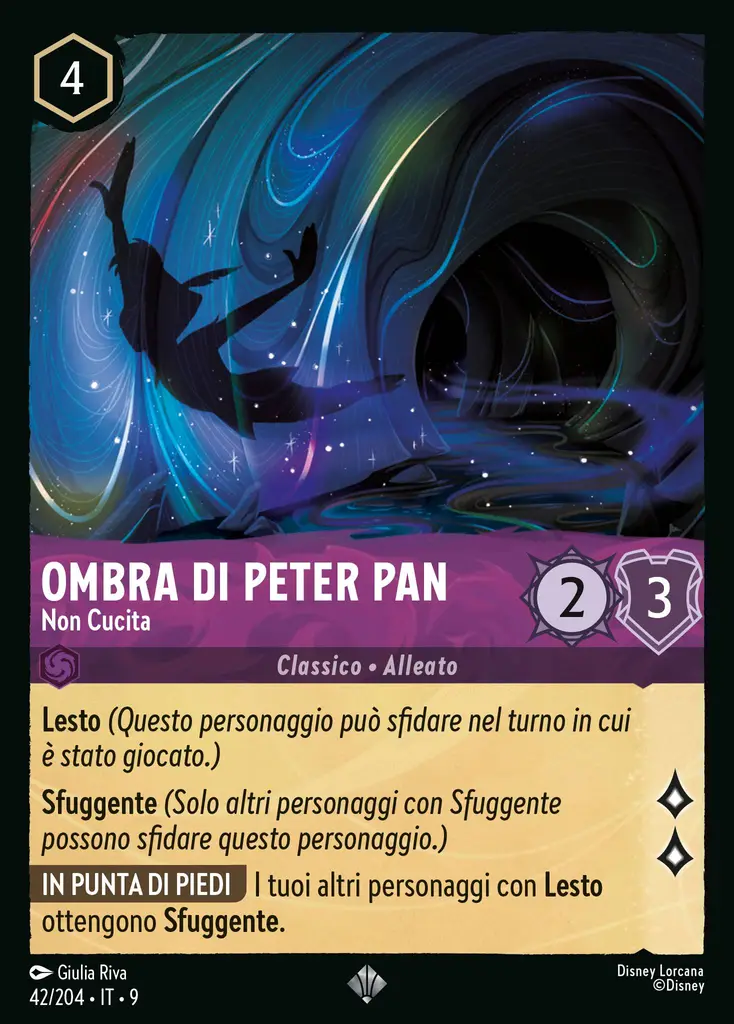 4
OMBRA DI PETER PAN
Non Cucita
2
3
Classico • Alleato
Lesto (Questo personaggio può sfidare nel turno in cui
è stato giocato.)
Sfuggente (Solo altri personaggi con Sfuggente
possono sfidare questo personaggio.)
IN PUNTA DI PIEDI I tuoi altri personaggi con Lesto
ottengono Sfuggente.
Giulia Riva
42/204 • IT • 9
Disney Lorcana
©Disney